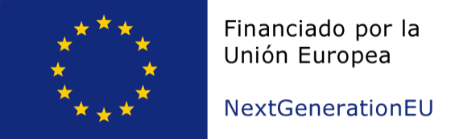 Financiado por la
Unión Europea
NextGenerationEU